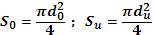 S₀ = πd₀²/4 ; Sᵤ = πdᵤ²/4